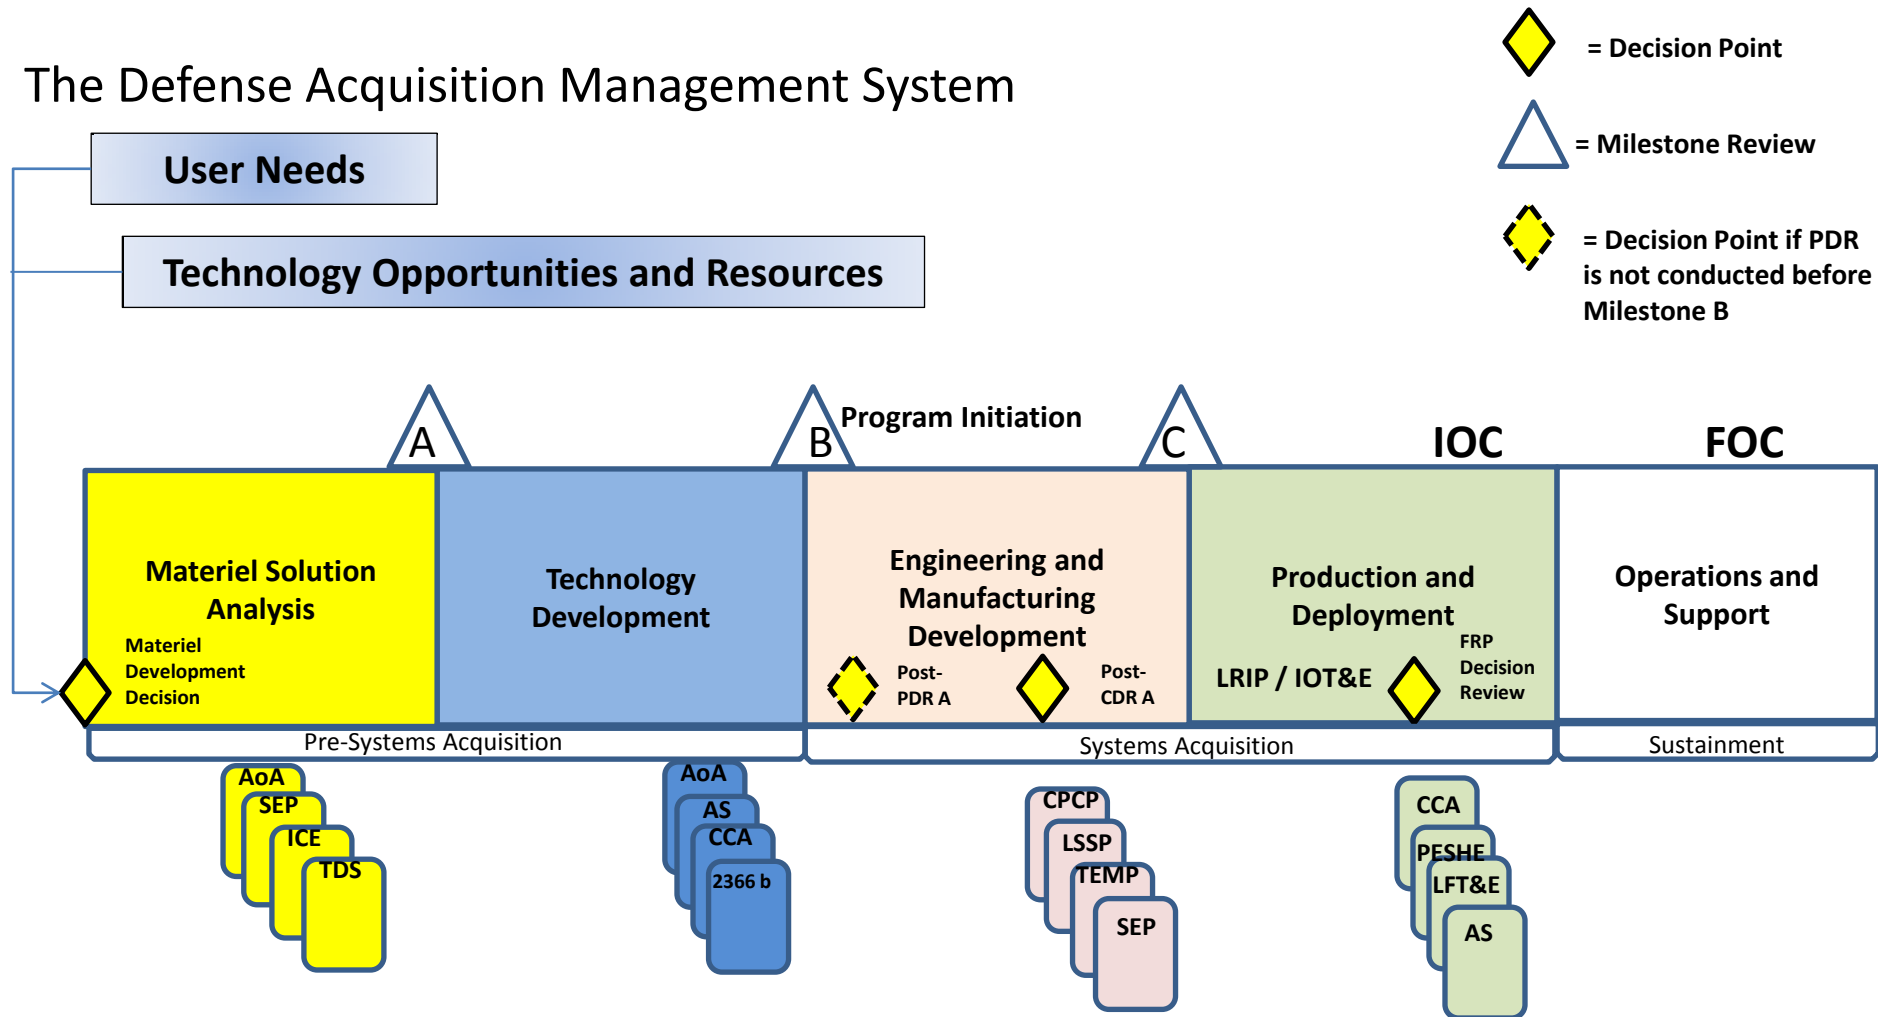 The Defense Acquisition Management System
= Decision Point
= Milestone Review
= Decision Point if PDR
is not conducted before
Milestone B
User Needs
Technology Opportunities and Resources
A
B
Program Initiation
C
IOC
FOC
Materiel Solution
Analysis
Materiel
Development
Decision
Technology
Development
Engineering and
Manufacturing
Development
Post-
PDR A
Post-
CDR A
Production and
Deployment
LRIP / IOT&E
FRP
Decision
Review
Operations and
Support
Pre-Systems Acquisition
Systems Acquisition
Sustainment
AoA
SEP
ICE
TDS
AoA
AS
CCA
2366 b
CPCP
LSSP
TEMP
SEP
CCA
PESHE
LFT&E
AS